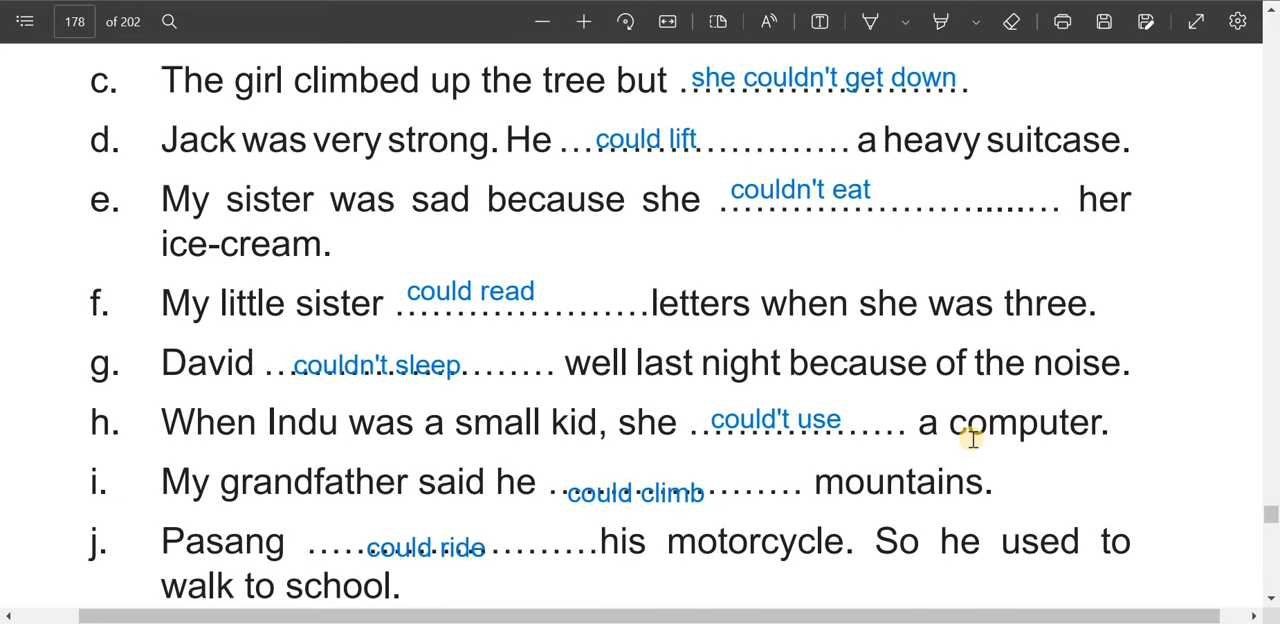 178 of 202
c. The girl climbed up the tree but ..she couldn't get down.
d. Jack was very strong. He ...could lift.......... a heavy suitcase.
e. My sister was sad because she ...couldn't eat............... her
ice-cream.
f. My little sister ...could read..........letters when she was three.
g. David ...couldn't sleep......... well last night because of the noise.
h. When Indu was a small kid, she ..could't use...... a computer.
i. My grandfather said he ..could climb....... mountains.
j. Pasang .....could ride..........his motorcycle. So he used to
walk to school.